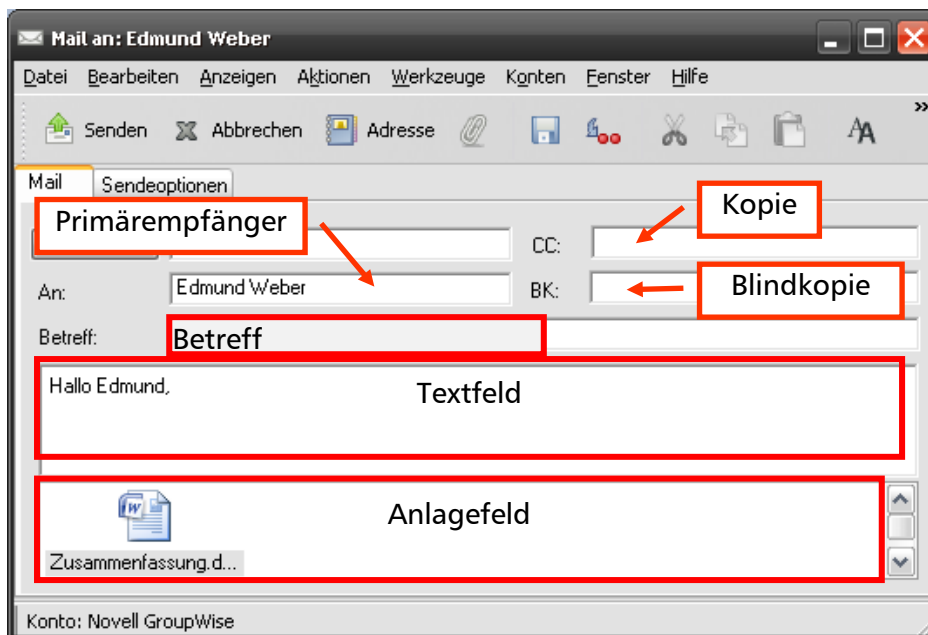 Mail an: Edmund Weber
Datei Bearbeiten Anzeigen Aktionen Werkzeuge Konten Fenster Hilfe
Senden Abbrechen Adresse
Mail Sendeoptionen
Primärempfänger
CC:
Kopie
An: Edmund Weber
BK:
Blindkopie
Betreff: Betreff
Hallo Edmund,
Textfeld
Anlagefeld
Zusammenfassung.d...
Konto: Novell GroupWise